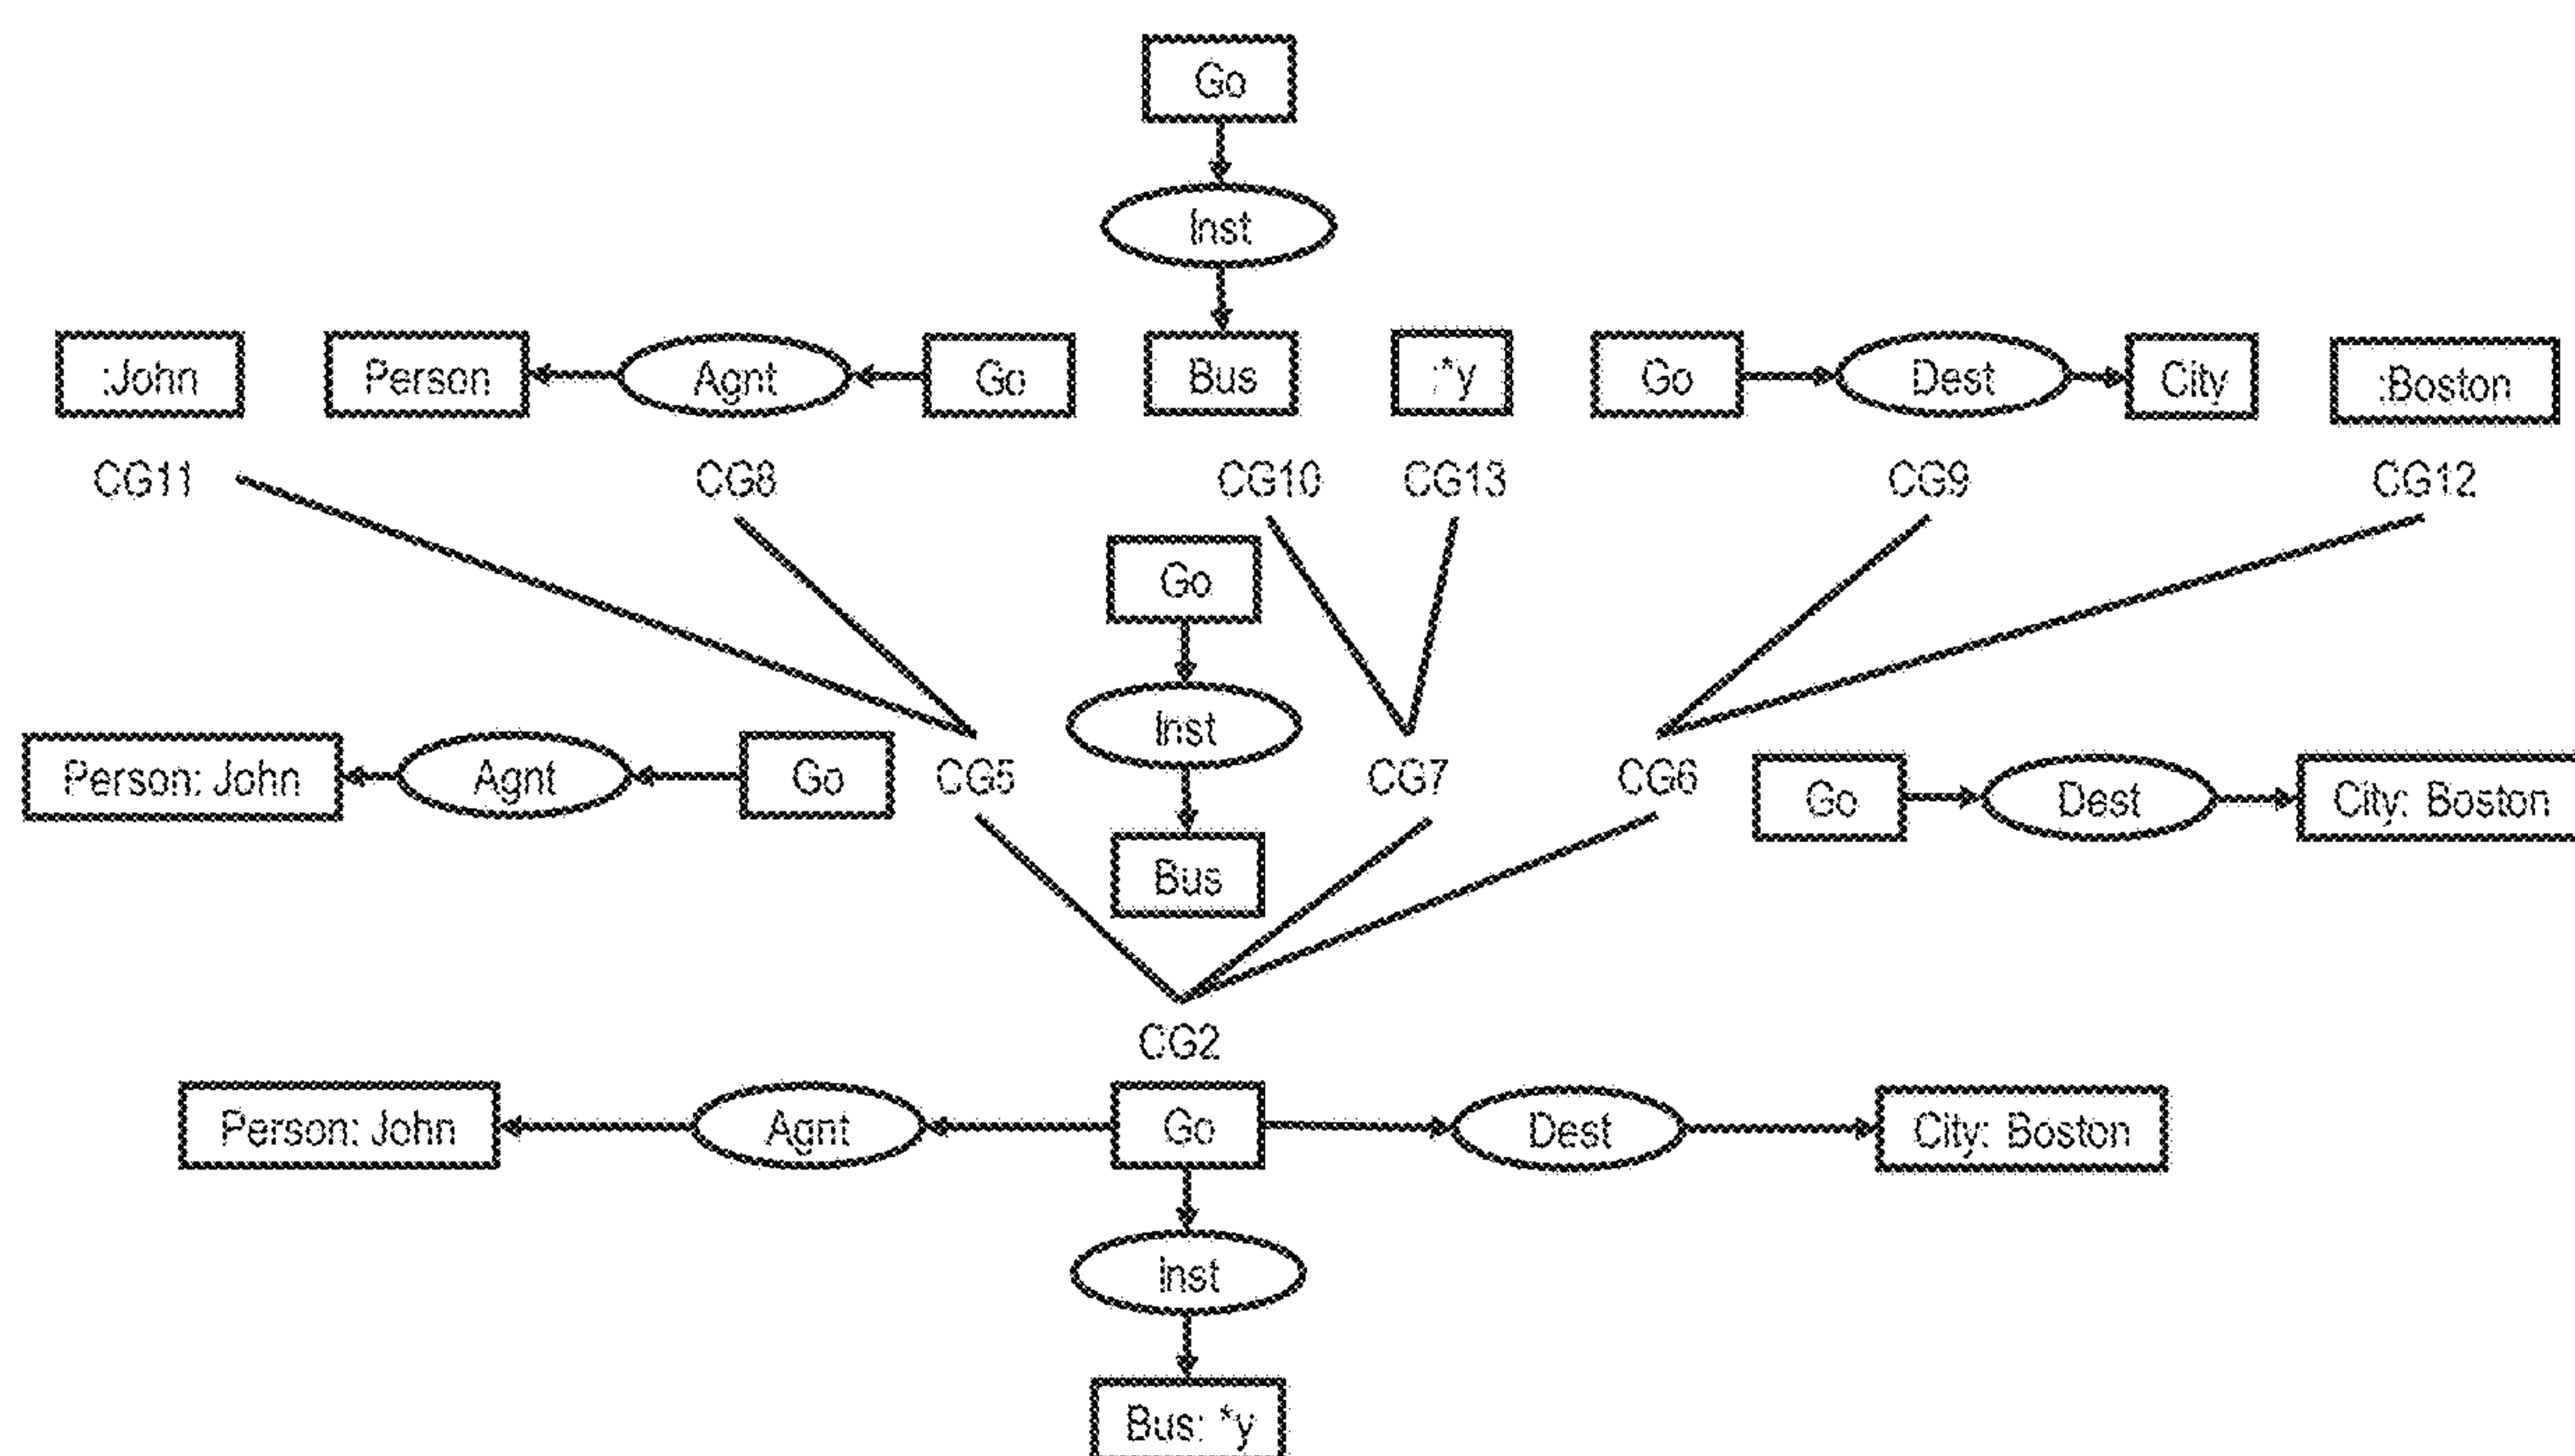 Go
Inst
:John Person Agnt Go Bus :*y Go Dest City :Boston
CG11 CG8 CG10 CG13 CG9 CG12
Go
Inst
Person: John Agnt Go CG5 CG7 CG6 Go Dest City: Boston
Bus
CG2
Person: John Agnt Go Dest City: Boston
Inst
Bus: *y